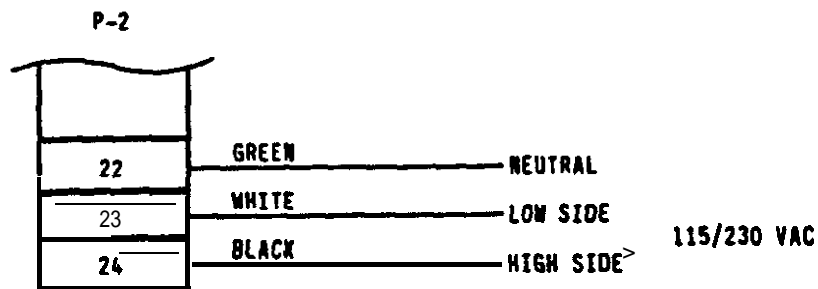 P-2
22 GREEN NEUTRAL
23 WHITE LOW SIDE
24 BLACK HIGH SIDE>
115/230 VAC